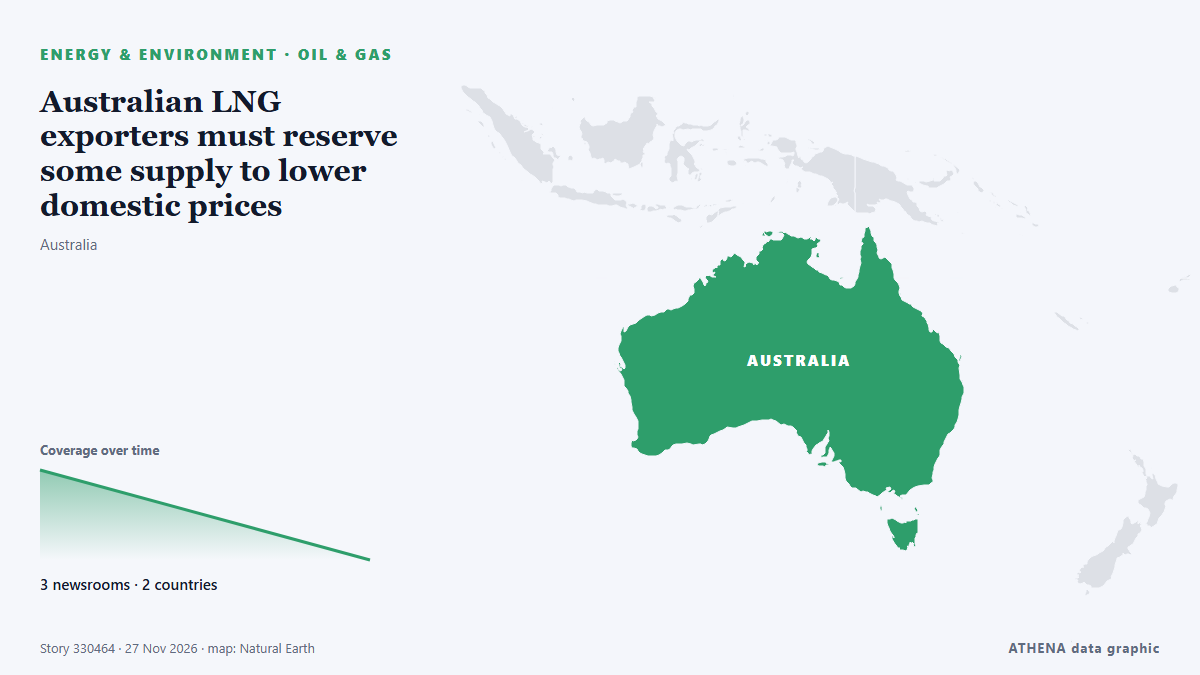 ENERGY & ENVIRONMENT · OIL & GAS
Australian LNG
exporters must reserve
some supply to lower
domestic prices
Australia
AUSTRALIA
Coverage over time
3 newsrooms · 2 countries
Story 330464 · 27 Nov 2026 · map: Natural Earth
ATHENA data graphic